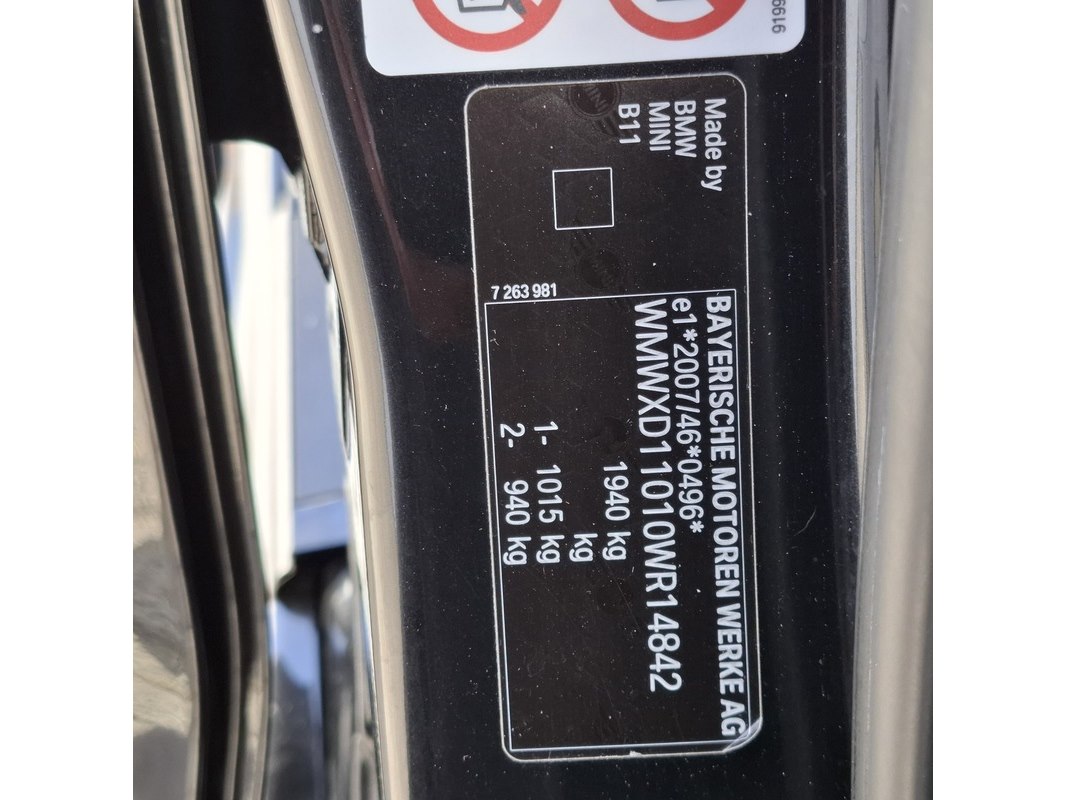 9199
Made by
BMW
MINI
B11
7 263 981
BAYERISCHE MOTOREN WERKE AG
e1*2007/46*0496*
WMWXD11010WR14842
1940 kg
kg
1- 1015 kg
2- 940 kg